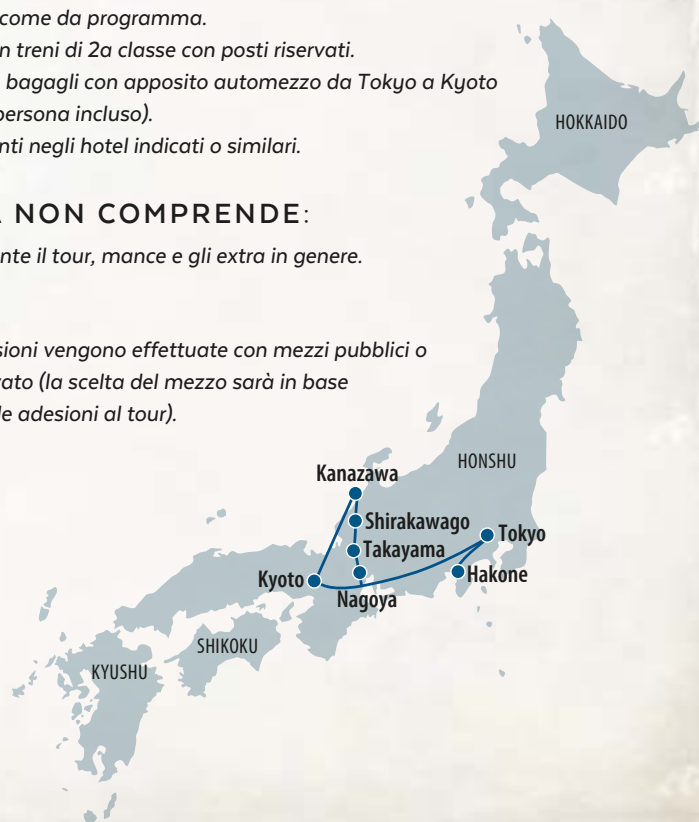 come da programma.
n treni di 2a classe con posti riservati.
bagagli con apposito automezzo da Tokyo a Kyoto
persona incluso).
nti negli hotel indicati o similari.
A NON COMPRENDE:
nte il tour, mance e gli extra in genere.
sioni vengono effettuate con mezzi pubblici o
ato (la scelta del mezzo sarà in base
le adesioni al tour).
HOKKAIDO
HONSHU
Kanazawa
Shirakawago
Tokyo
Takayama
Kyoto
Hakone
Nagoya
SHIKOKU
KYUSHU